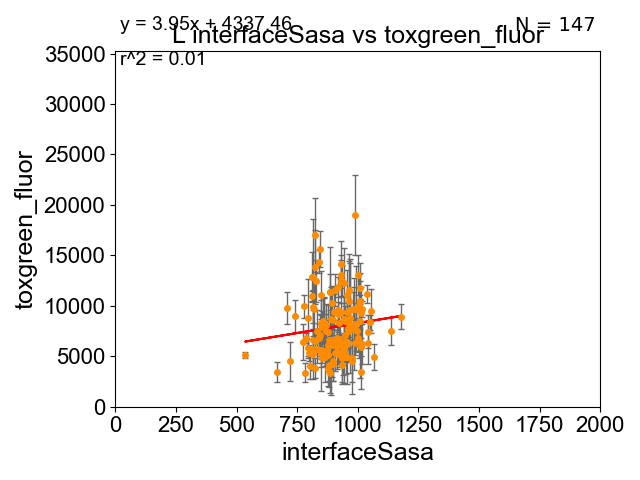 y = 3.95x + 4337.46
N = 147
L interfaceSasa vs toxgreen_fluor
r^2 = 0.01
35000
30000
25000
20000
15000
10000
5000
0
toxgreen_fluor
0 250 500 750 1000 1250 1500 1750 2000
interfaceSasa